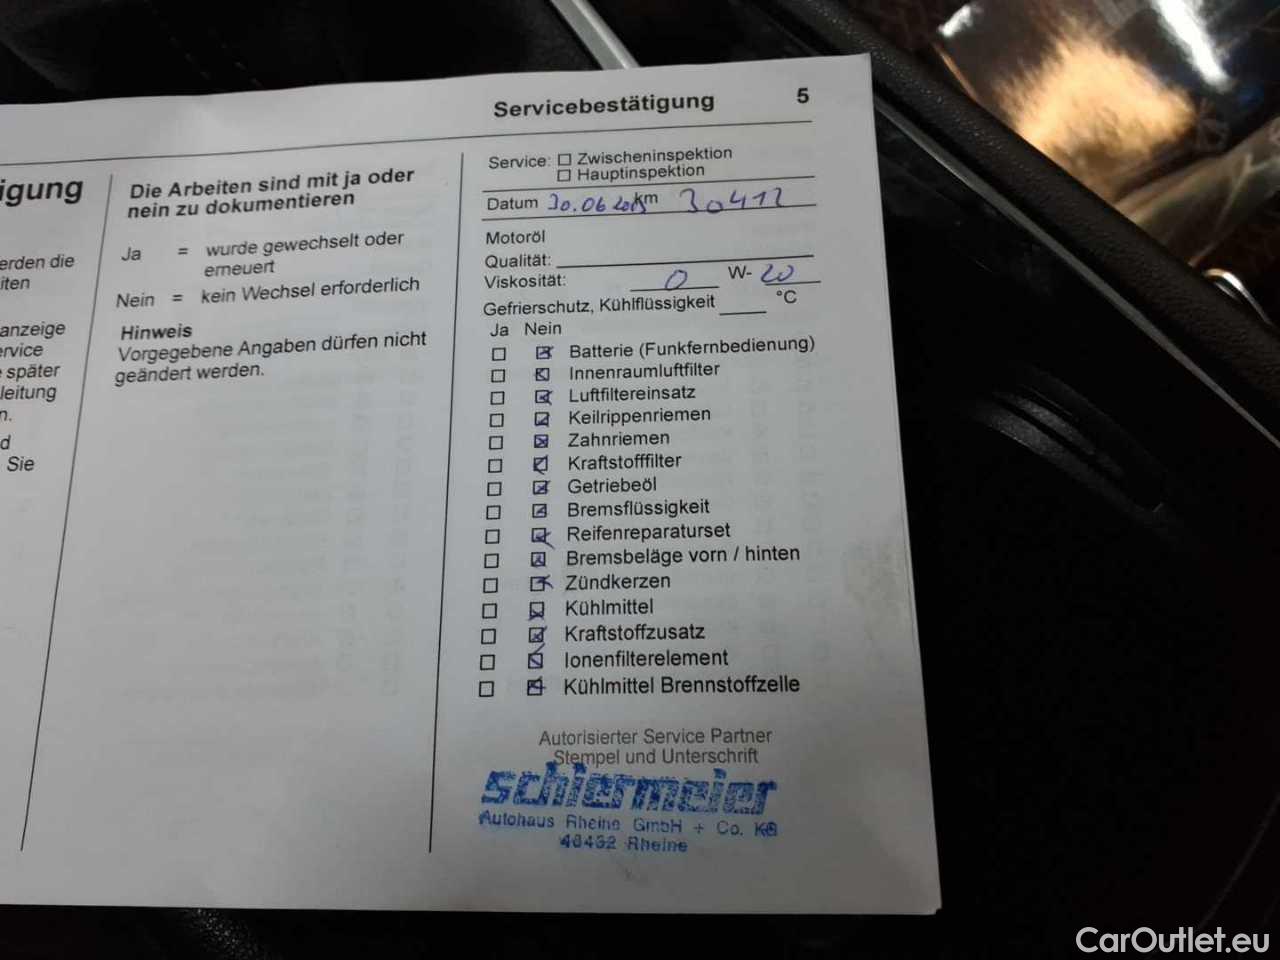 Servicebestätigung 5
igung
erden die
iten
anzeige
ervice
e später
leitung
n.
d
Sie
Die Arbeiten sind mit ja oder
nein zu dokumentieren
Ja = wurde gewechselt oder
erneuert
Nein = kein Wechsel erforderlich
Hinweis
Vorgegebene Angaben dürfen nicht
geändert werden.
Service: Zwischeninspektion
Hauptinspektion
Datum 30.06 km 30412
Motoröl
Qualität:
Viskosität: 0 W- 20
Gefrierschutz, Kühlflüssigkeit °C
Ja Nein
Batterie (Funkfernbedienung)
Innenraumluftfilter
Luftfiltereinsatz
Keilrippenriemen
Zahnriemen
Kraftstofffilter
Getriebeöl
Bremsflüssigkeit
Reifenreparaturset
Bremsbeläge vorn / hinten
Zündkerzen
Kühlmittel
Kraftstoffzusatz
Ionenfilterelement
Kühlmittel Brennstoffzelle
Autorisierter Service Partner
Stempel und Unterschrift
schiermeier
Autohaus Rheine GmbH + Co. KG
48432 Rheine
CarOutlet.eu